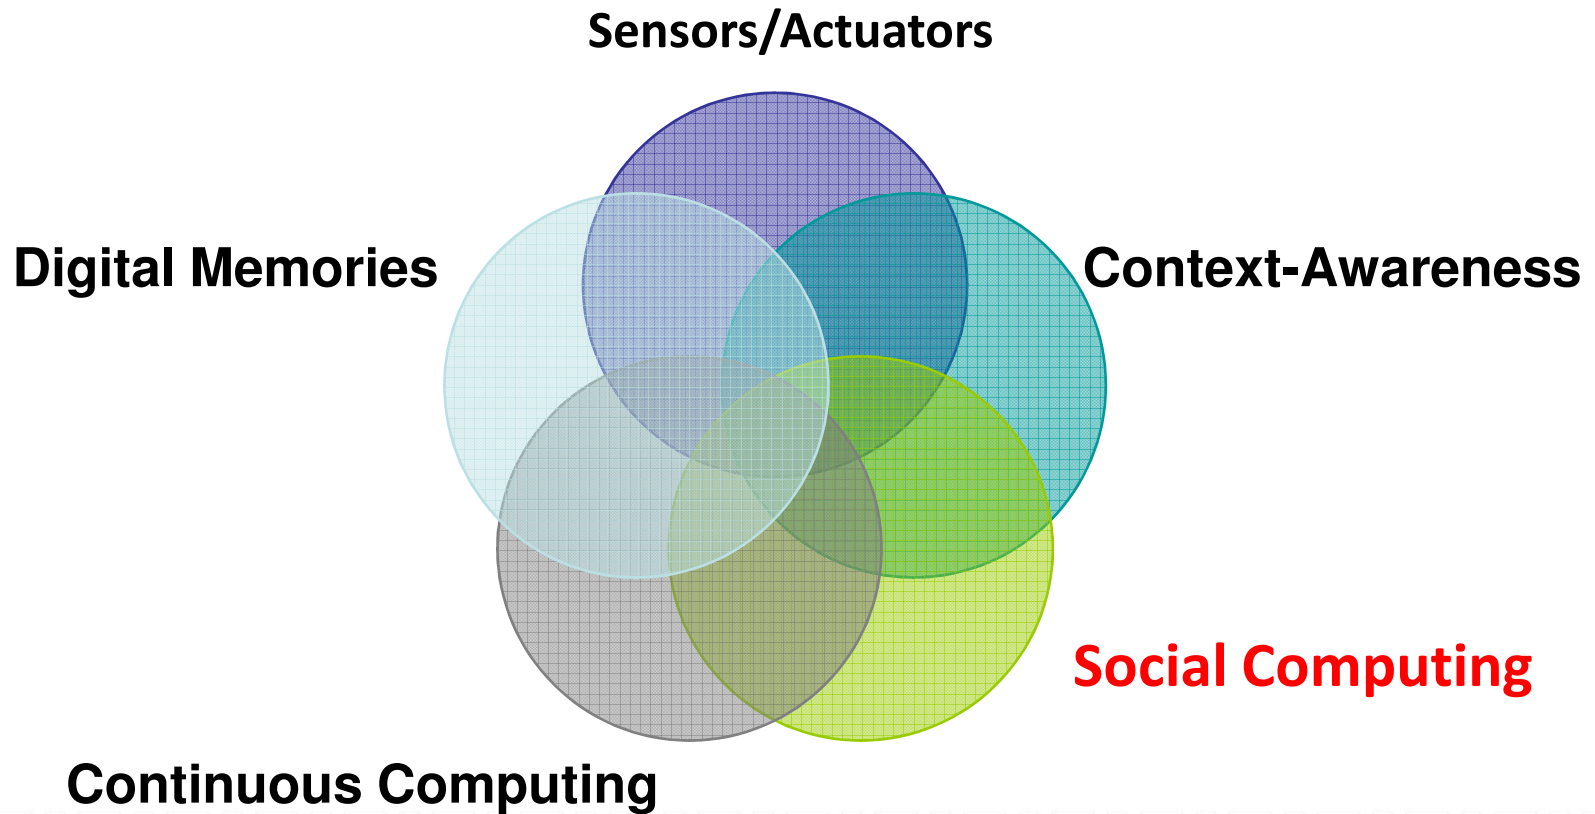 Sensors/Actuators
Digital Memories
Context-Awareness
Social Computing
Continuous Computing